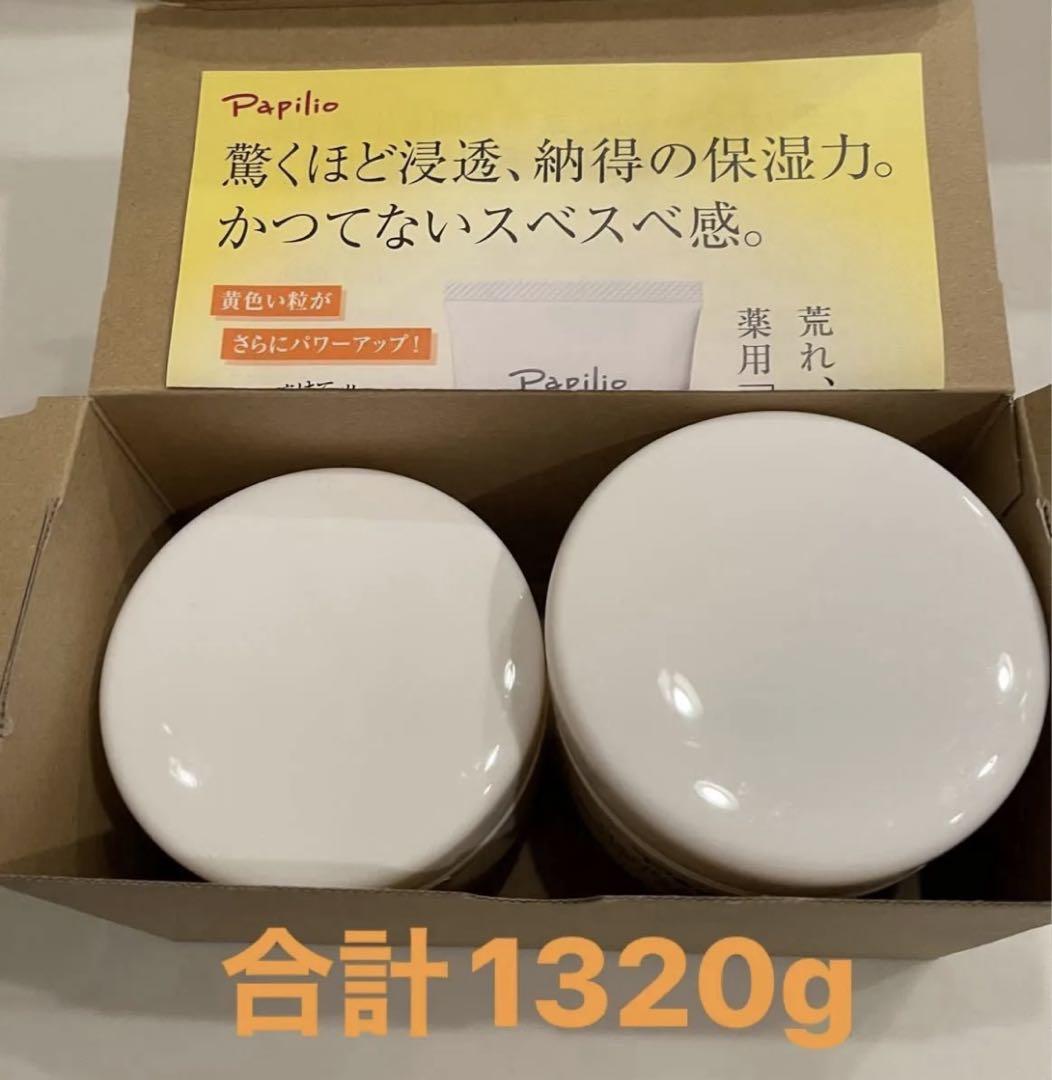 Papilio
驚くほど浸透、納得の保湿力。
かつてないスベスベ感。
黄色い粒が
さらにパワーアップ!
荒れ、
薬用「
Papilio
合計1320g